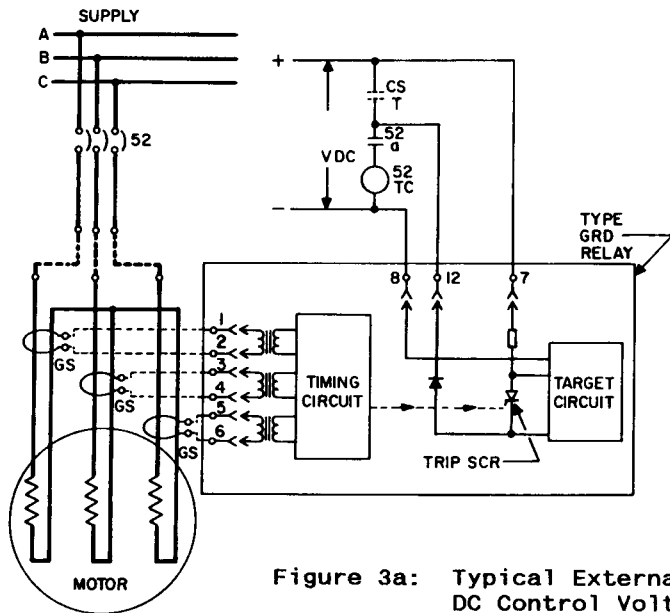 SUPPLY
A
B
C
52
+
VDC
-
CS
T
52
a
52
TC
TYPE
GRD
RELAY
8
12
7
1
2
3
4
5
6
GS
GS
GS
TIMING
CIRCUIT
TARGET
CIRCUIT
TRIP SCR
MOTOR
Figure 3a: Typical Externa
DC Control Volt